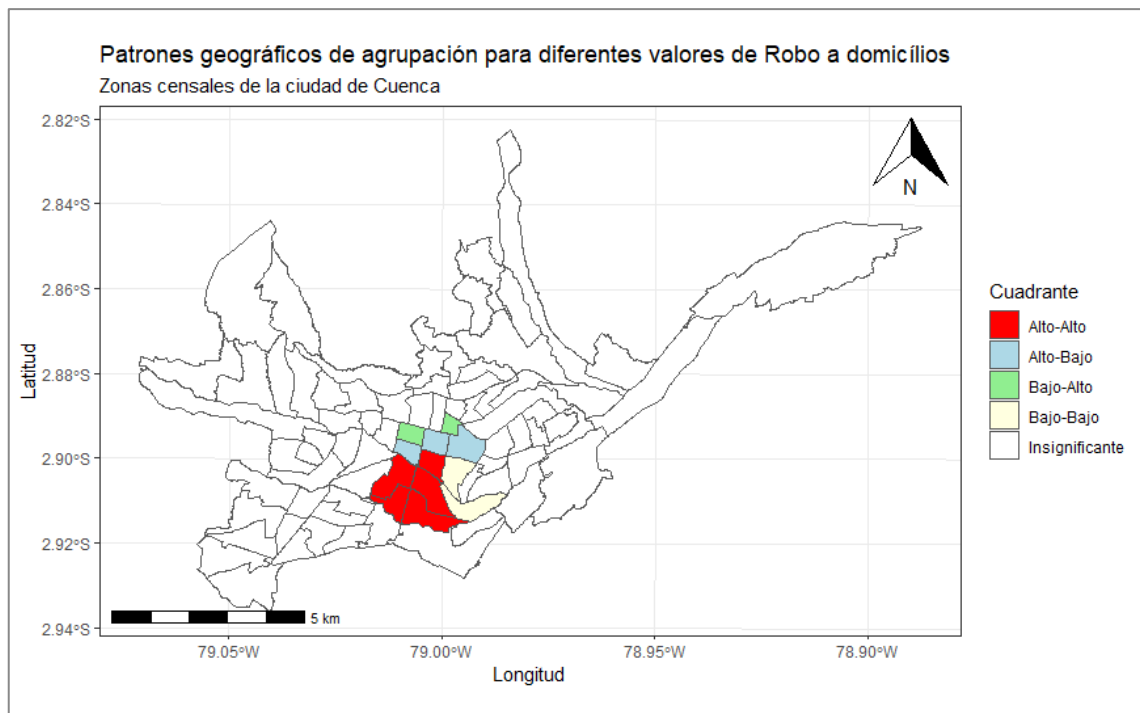 Patrones geográficos de agrupación para diferentes valores de Robo a domicílios
Zonas censales de la ciudad de Cuenca
2.82°S
2.84°S
2.86°S
2.88°S
2.90°S
2.92°S
2.94°S
Latitud
N
5 km
79.05°W
79.00°W
78.95°W
78.90°W
Longitud
Cuadrante
Alto-Alto
Alto-Bajo
Bajo-Alto
Bajo-Bajo
Insignificante